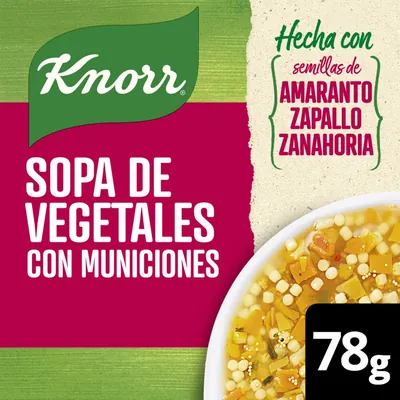 Knorr®
SOPA DE
VEGETALES
CON MUNICIONES
Hecha con
semillas de
AMARANTO
ZAPALLO
ZANAHORIA
78g